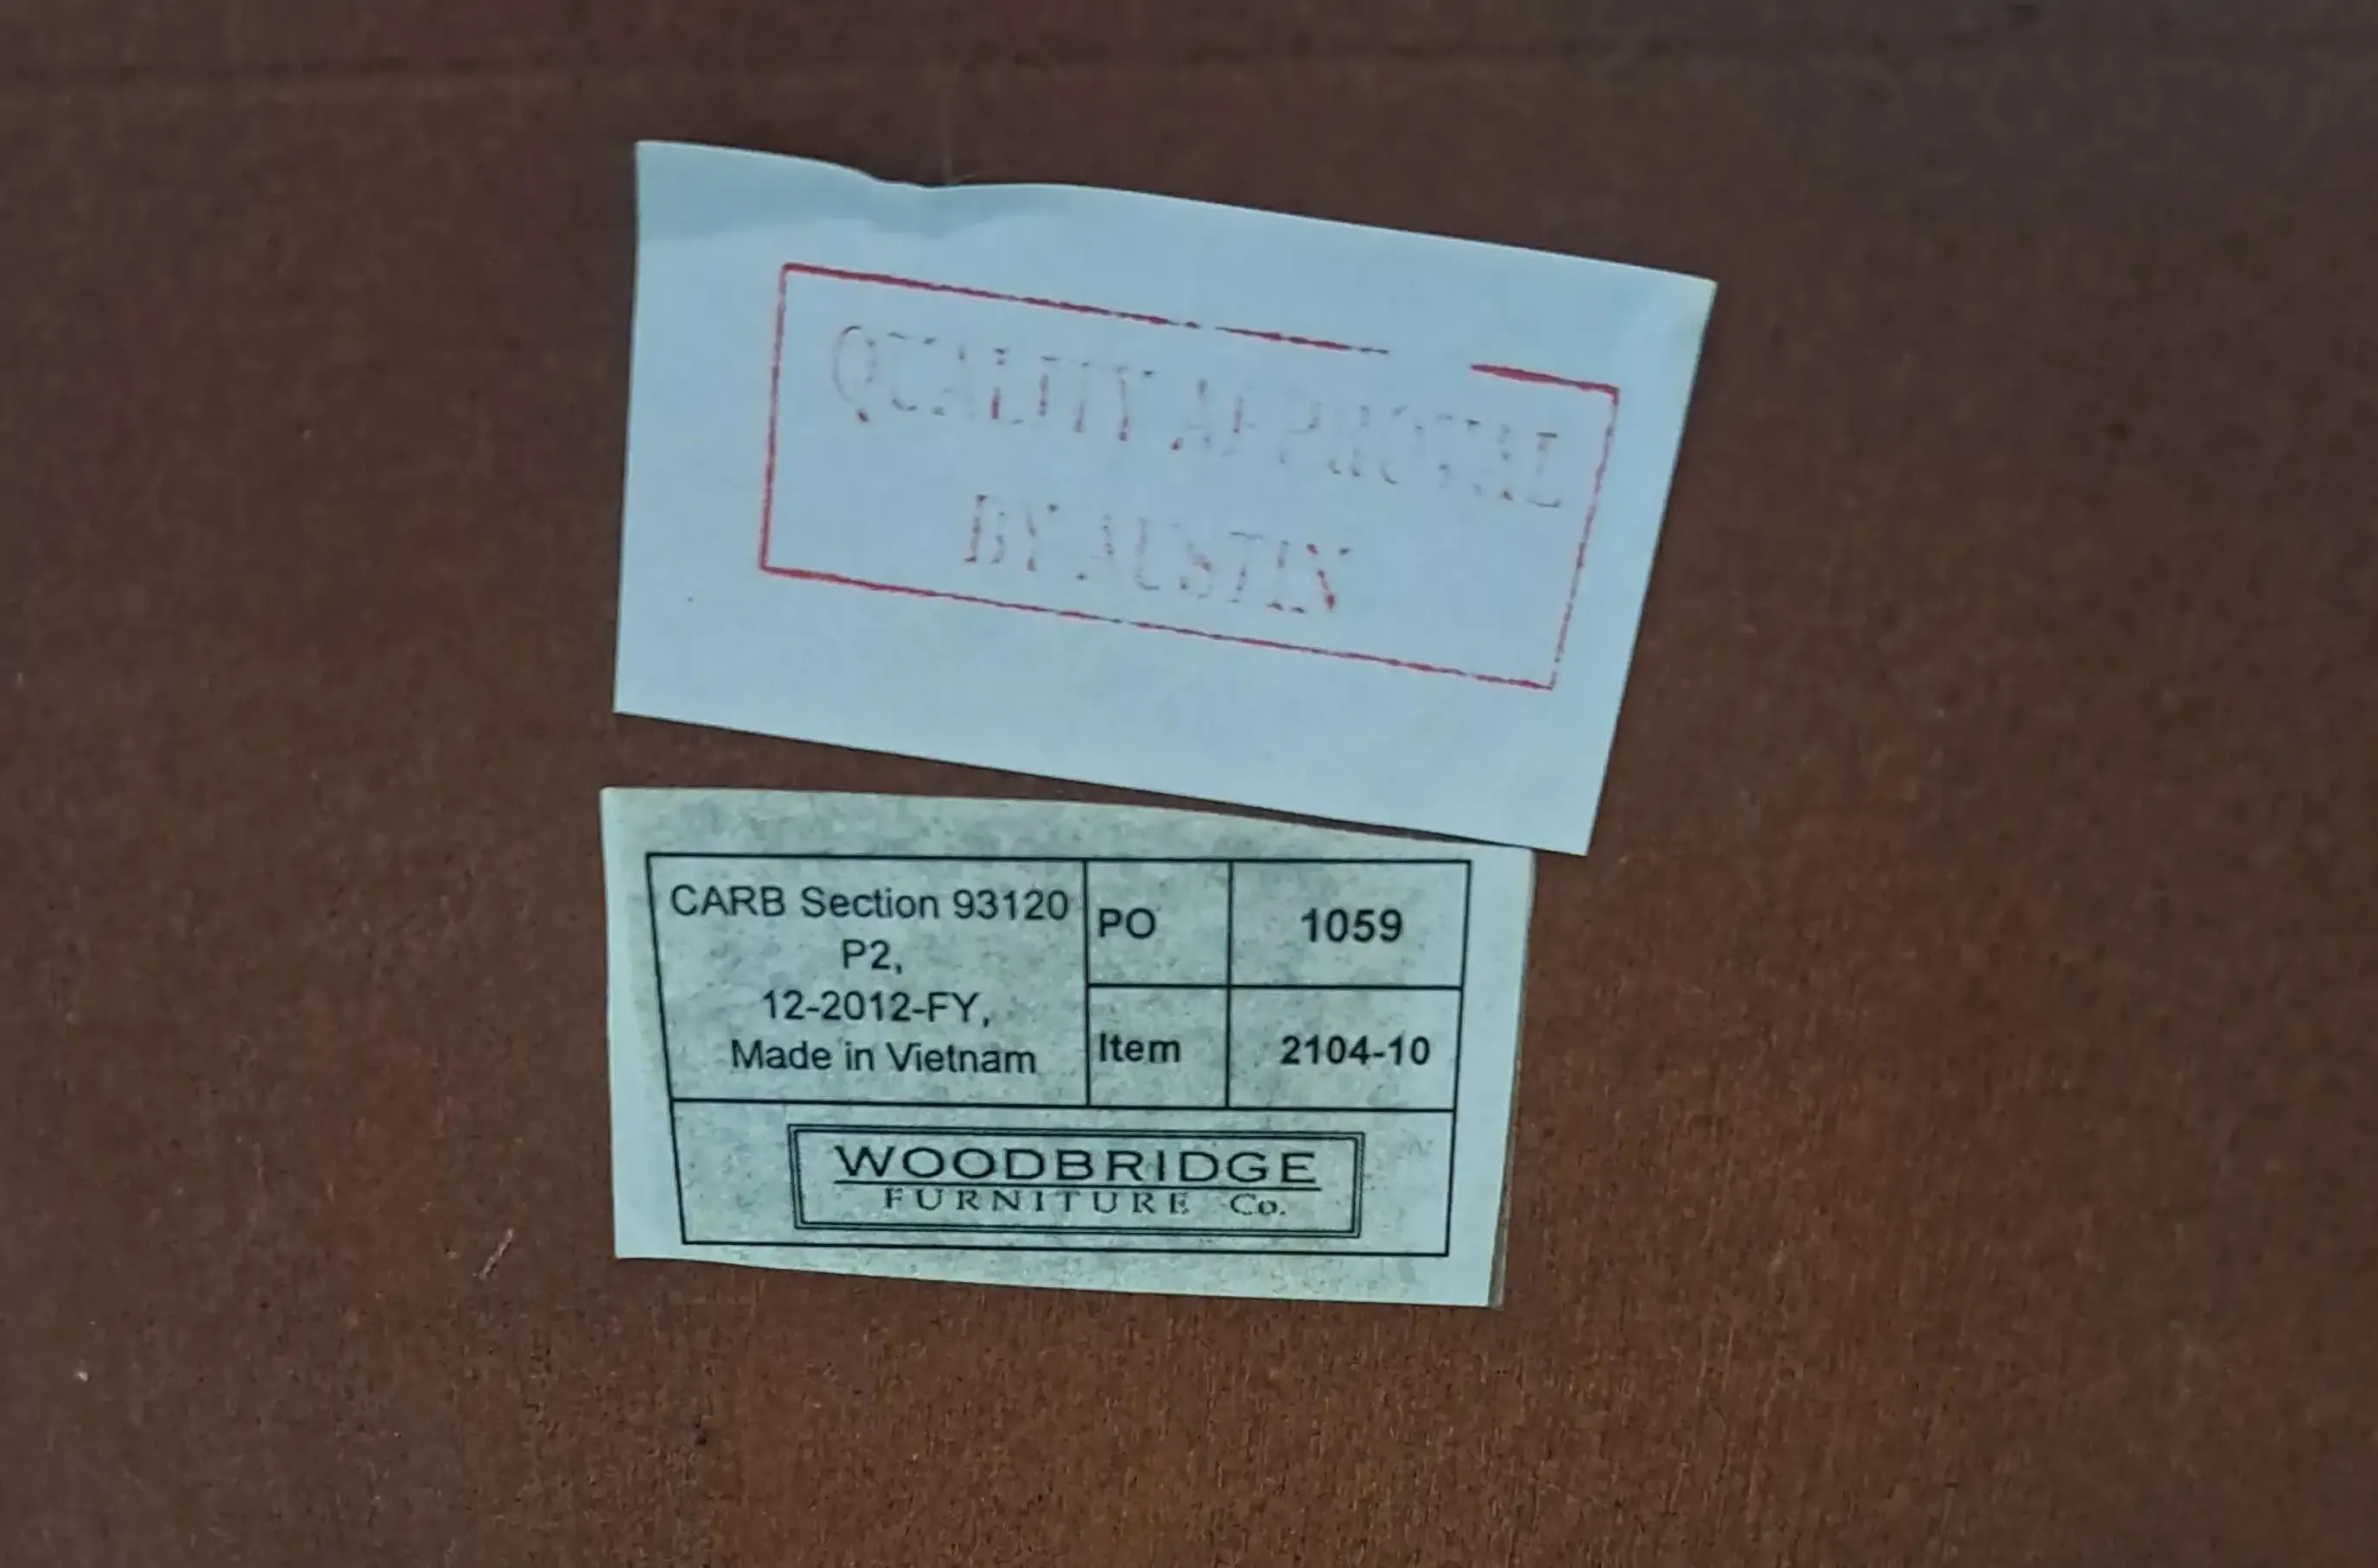 QUALITY APPROVAL
BY AUSTIN
CARB Section 93120
P2,
12-2012-FY,
Made in Vietnam
PO 1059
Item 2104-10
WOODBRIDGE
FURNITURE Co.